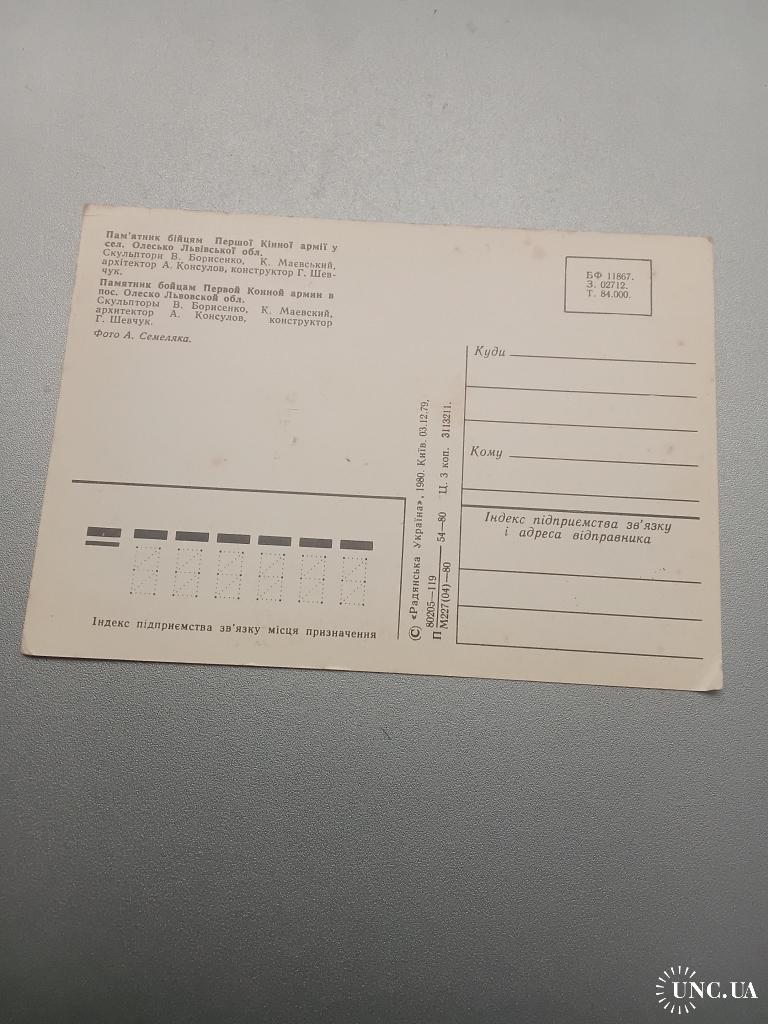 Пам'ятник бійцям Першої Кінної армії у
сел. Олесько Львівської обл.
Скульптори В. Борисенко, К. Маєвський,
архітектор А. Консулов, конструктор Г. Шев-
чук.
Памятник бойцам Первой Конной армии в
пос. Олеско Львовской обл.
Скульпторы В. Борисенко, К. Маевский,
архитектор А. Консулов, конструктор
Г. Шевчук.
Фото А. Семеляка.
БФ 11867.
З. 02712.
Т. 84.000.
Куди
Кому
Індекс підприємства зв'язку
і адреса відправника
Індекс підприємства зв'язку місця призначення
© «Радянська Україна», 1980. Київ. 03.12.79.
П 80205—119 54—80 Ц. 3 коп. 3113211.
М227(04)—80
UNC.UA